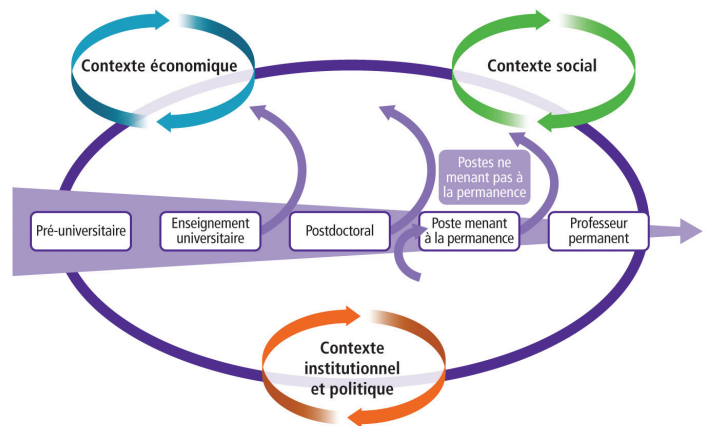 Contexte économique
Contexte social
Postes ne
menant pas à
la permanence
Pré-universitaire
Enseignement
universitaire
Postdoctoral
Poste menant
à la permanence
Professeur
permanent
Contexte
institutionnel
et politique